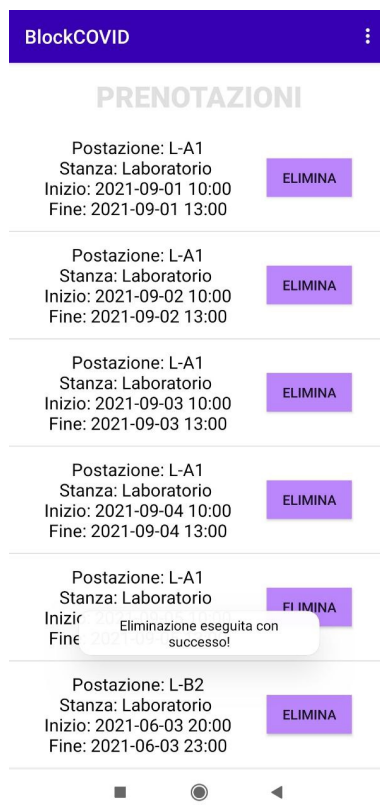 BlockCOVID
PRENOTAZIONI
Postazione: L-A1
Stanza: Laboratorio
Inizio: 2021-09-01 10:00
Fine: 2021-09-01 13:00
ELIMINA
Postazione: L-A1
Stanza: Laboratorio
Inizio: 2021-09-02 10:00
Fine: 2021-09-02 13:00
ELIMINA
Postazione: L-A1
Stanza: Laboratorio
Inizio: 2021-09-03 10:00
Fine: 2021-09-03 13:00
ELIMINA
Postazione: L-A1
Stanza: Laboratorio
Inizio: 2021-09-04 10:00
Fine: 2021-09-04 13:00
ELIMINA
Postazione: L-A1
Stanza: Laboratorio
ELIMINA
Eliminazione eseguita con
successo!
Postazione: L-B2
Stanza: Laboratorio
Inizio: 2021-06-03 20:00
Fine: 2021-06-03 23:00
ELIMINA